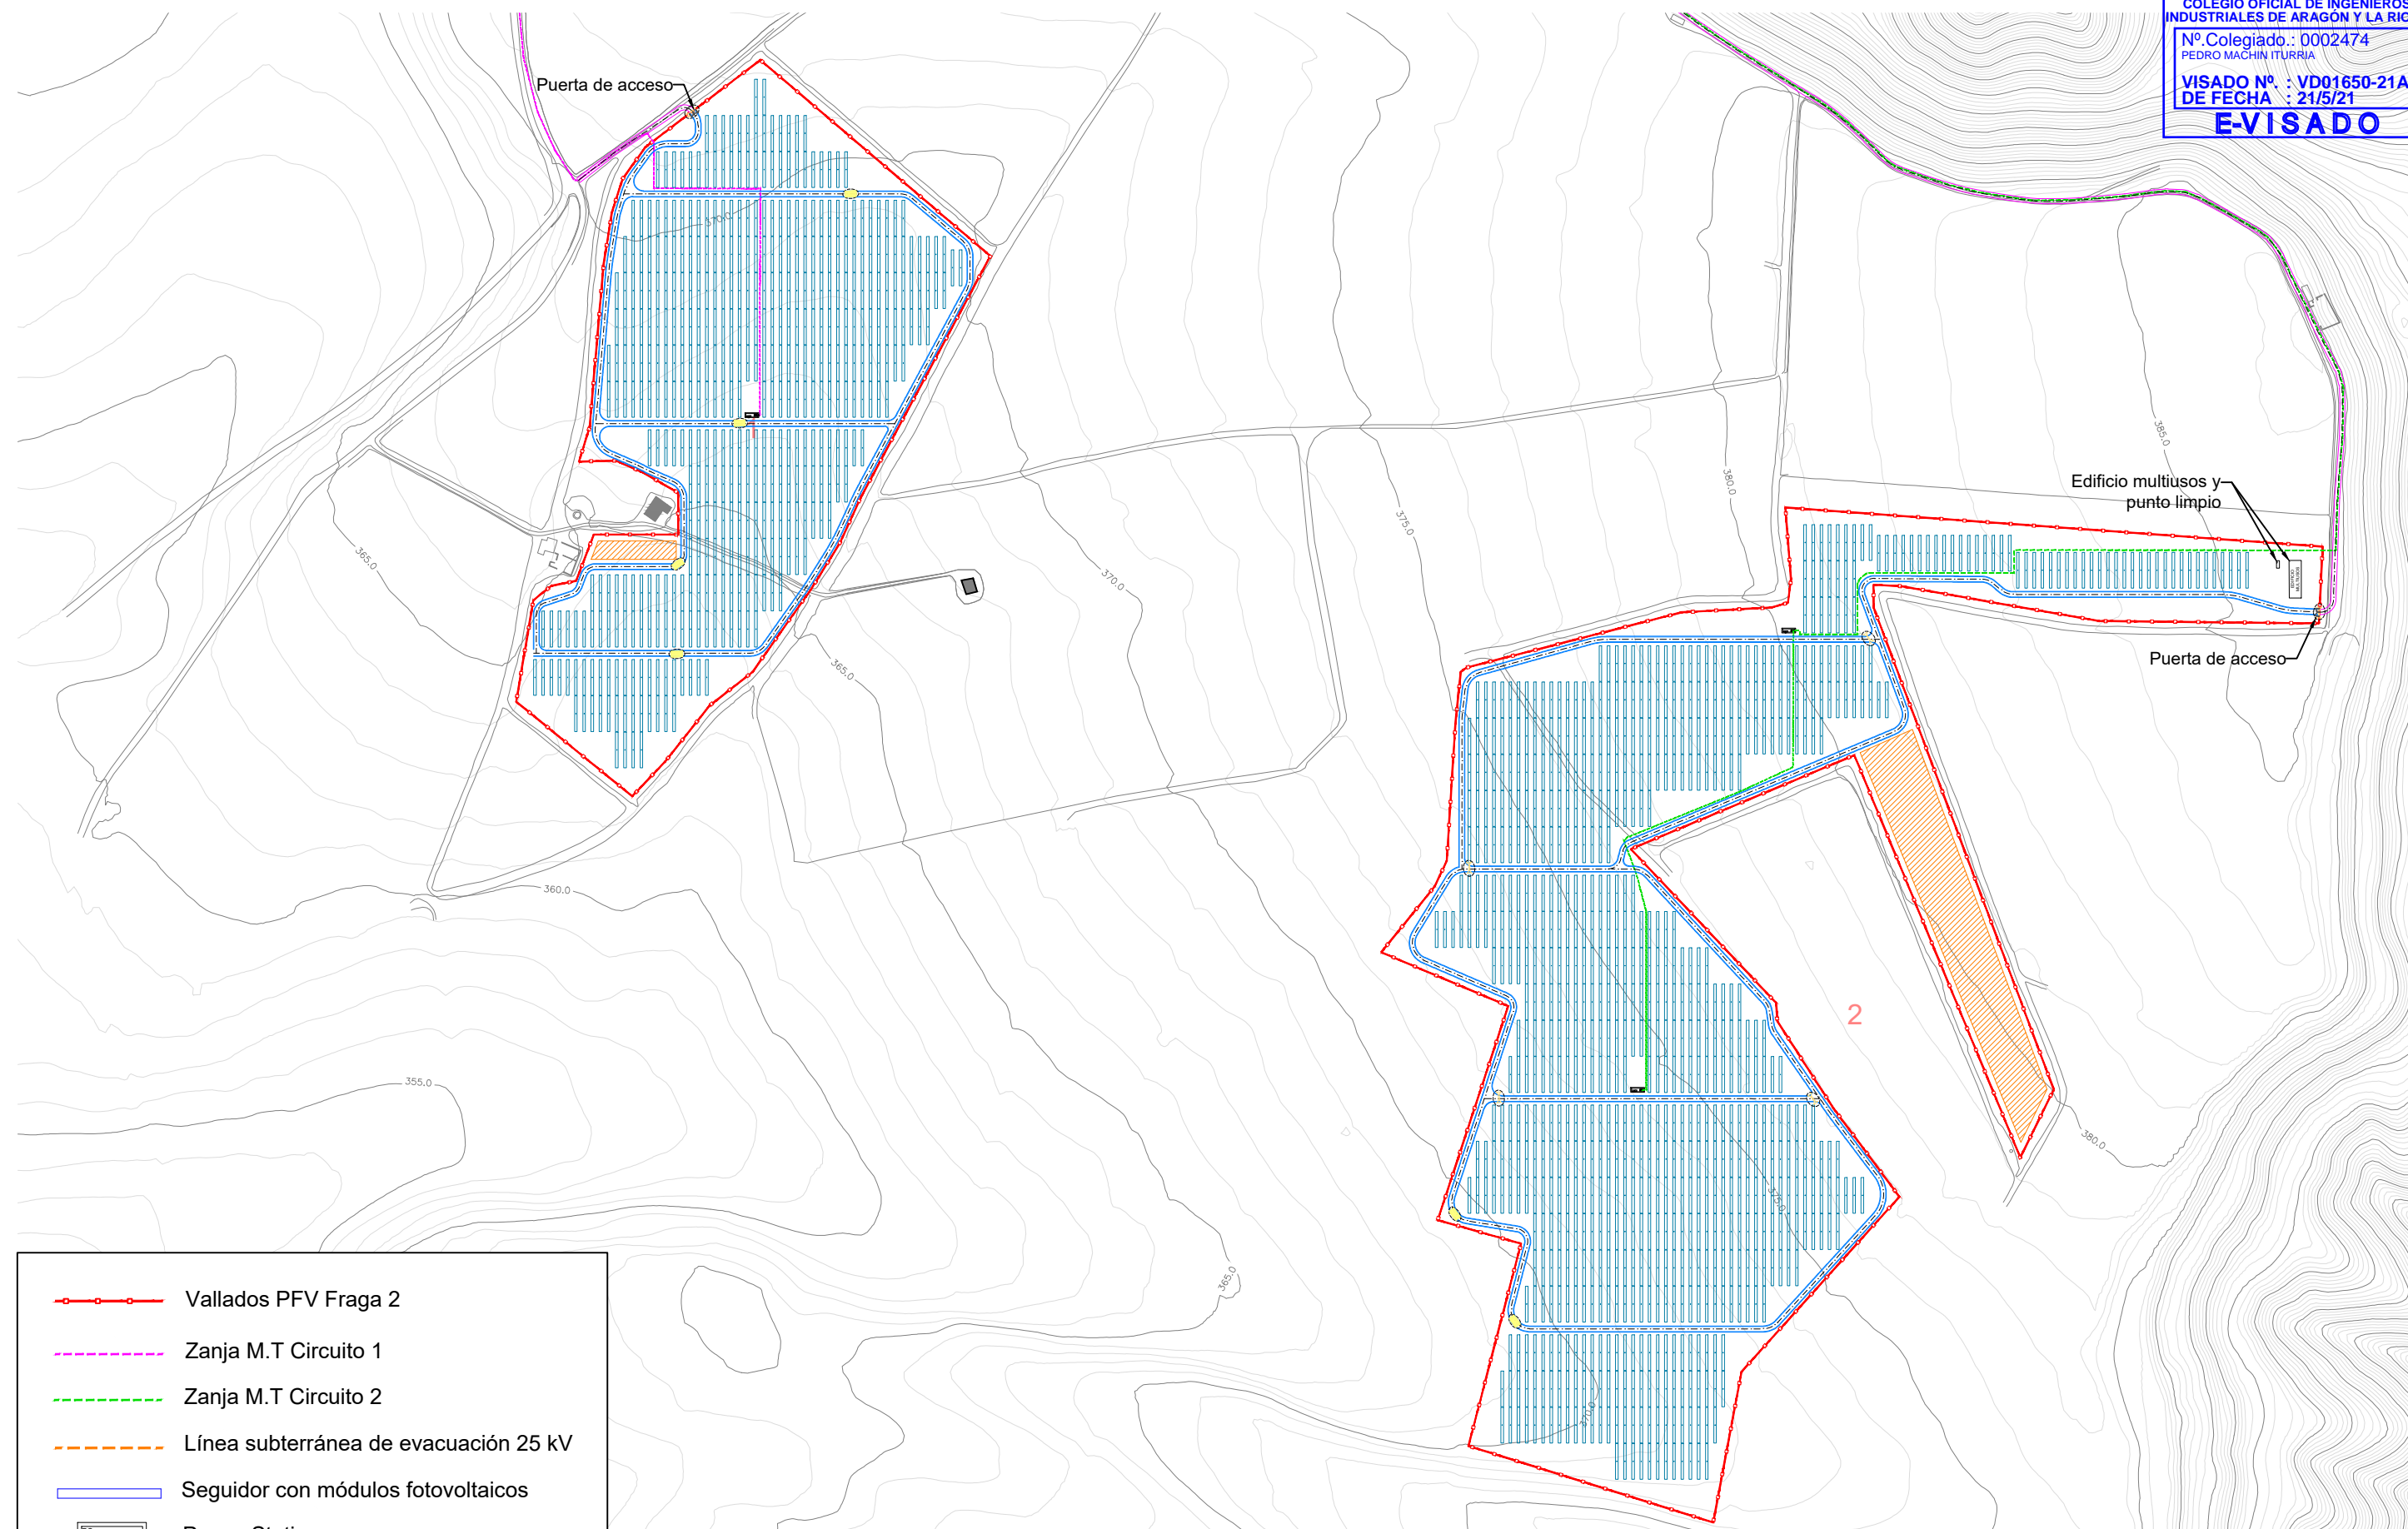 COLEGIO OFICIAL DE INGENIEROS
INDUSTRIALES DE ARAGÓN Y LA RIO
Nº.Colegiado.: 0002474
PEDRO MACHIN ITURRIA
VISADO Nº. : VD01650-21A
DE FECHA : 21/5/21
E-VISADO
Puerta de acceso
370.0
385.0
380.0
Edificio multiusos y
punto limpio
EDIFICIO
MULTIUSOS
375.0
365.0
370.0
Puerta de acceso
365.0
360.0
2
355.0
380.0
375.0
365.0
370.0
Vallados PFV Fraga 2
Zanja M.T Circuito 1
Zanja M.T Circuito 2
Línea subterránea de evacuación 25 kV
Seguidor con módulos fotovoltaicos